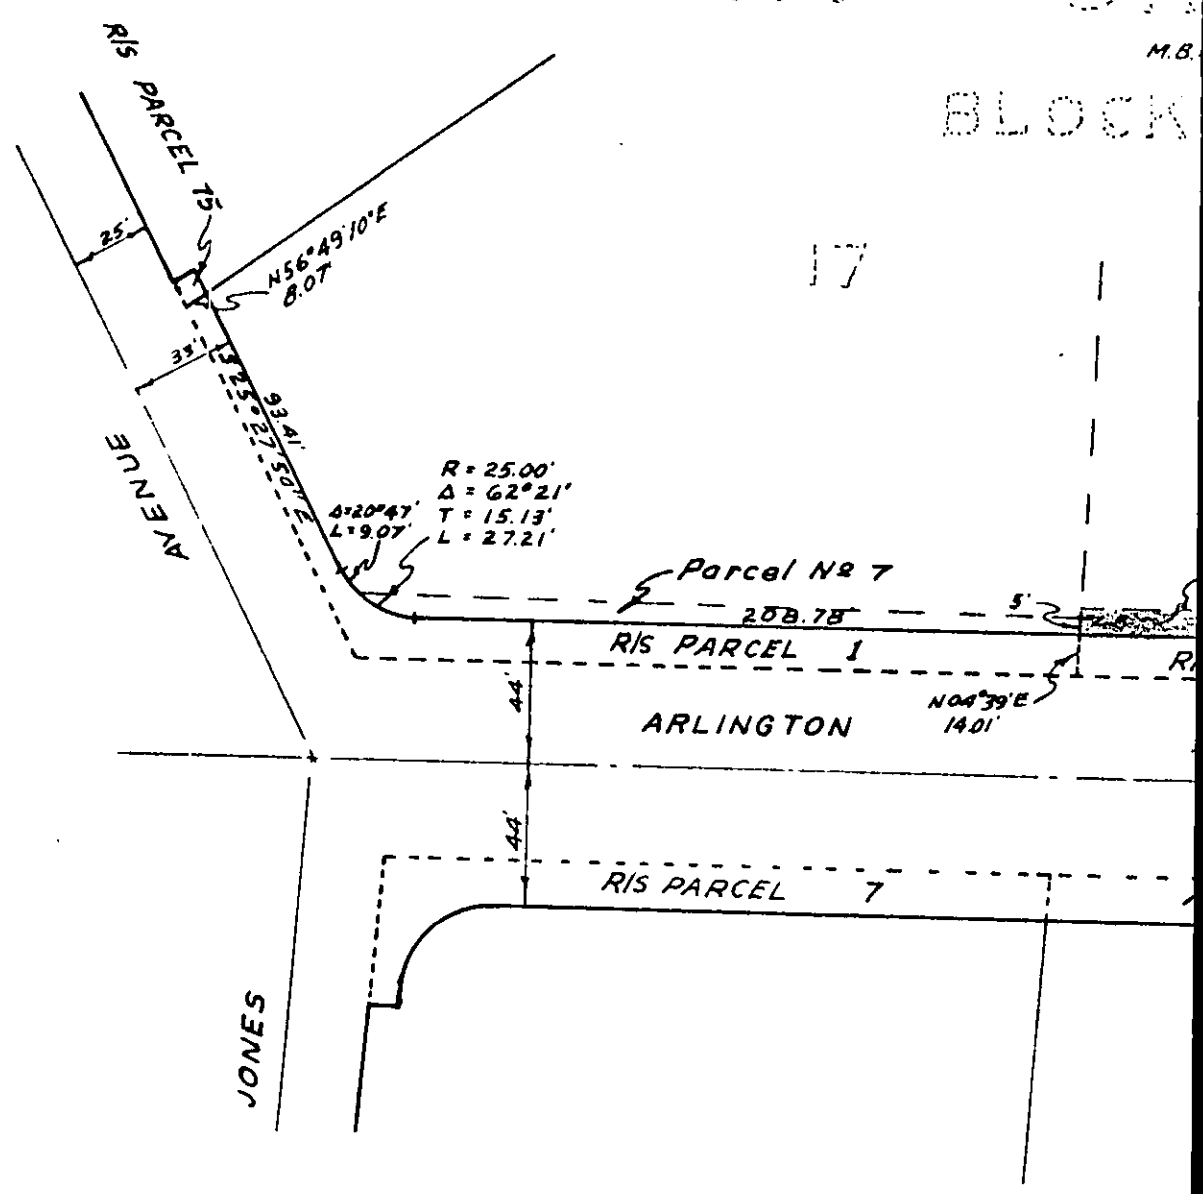 M.B.
BLOCK
R/S PARCEL 15
25'
N56°49'10"E
8.07'
17
33'
S 25°27'50" E
93.41'
AVENUE
Δ=20°47'
L=9.07'
R = 25.00'
Δ = 62°21'
T = 15.13'
L = 27.21'
Parcel Nº 7
208.78
5'
R/S PARCEL 1
44'
N04°39'E
14.01'
ARLINGTON
44'
R/S PARCEL 7
JONES